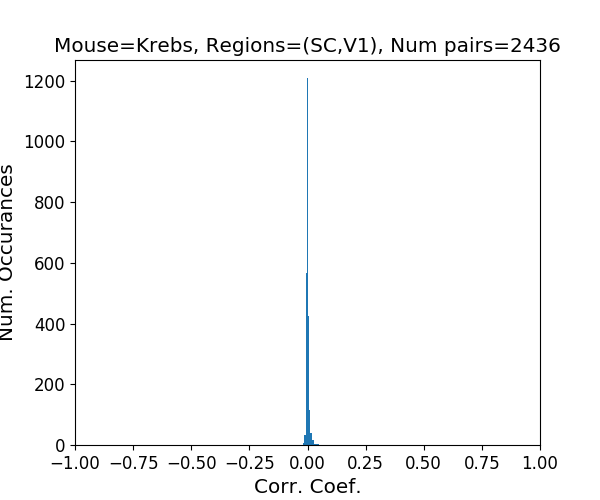 Mouse=Krebs, Regions=(SC,V1), Num pairs=2436
1200
1000
800
600
400
200
0
Num. Occurances
−1.00 −0.75 −0.50 −0.25 0.00 0.25 0.50 0.75 1.00
Corr. Coef.